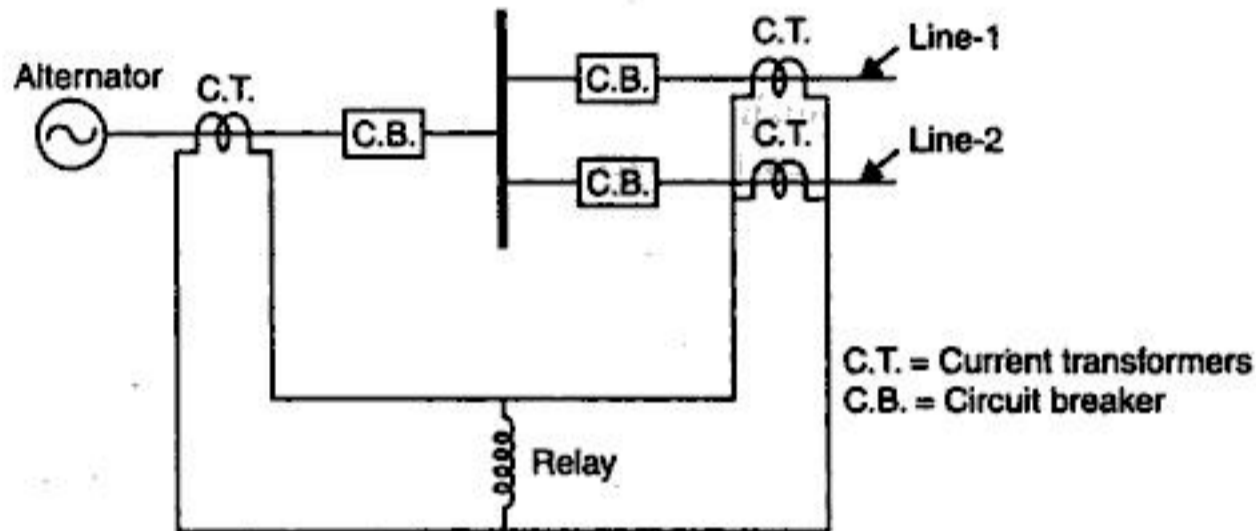 C.T.
Line-1
Alternator
C.T.
C.B.
C.B.
C.T.
Line-2
C.B.
C.T. = Current transformers
C.B. = Circuit breaker
Relay